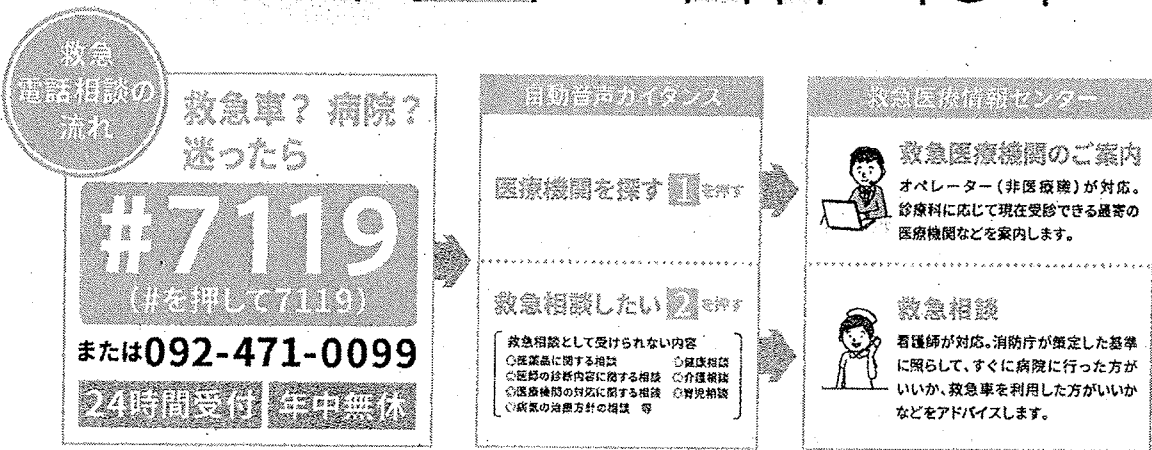 救急
電話相談の
流れ
救急車？ 病院？
迷ったら
#7119
(#を押して7119)
または092-471-0099
24時間受付 年中無休
自動音声ガイダンス
医療機関を探す 1 を押す
救急相談したい 2 を押す
救急相談として受けられない内容
○医薬品に関する相談 ○健康相談
○医師の診断内容に関する相談 ○介護相談
○医療機関の対応に関する相談 ○育児相談
○病気の治療方針の相談 等
救急医療情報センター
救急医療機関のご案内
オペレーター(非医療職)が対応。
診療科に応じて現在受診できる最寄の
医療機関などを案内します。
救急相談
看護師が対応。消防庁が策定した基準
に照らして、すぐに病院に行った方が
いいか、救急車を利用した方がいいか
などをアドバイスします。